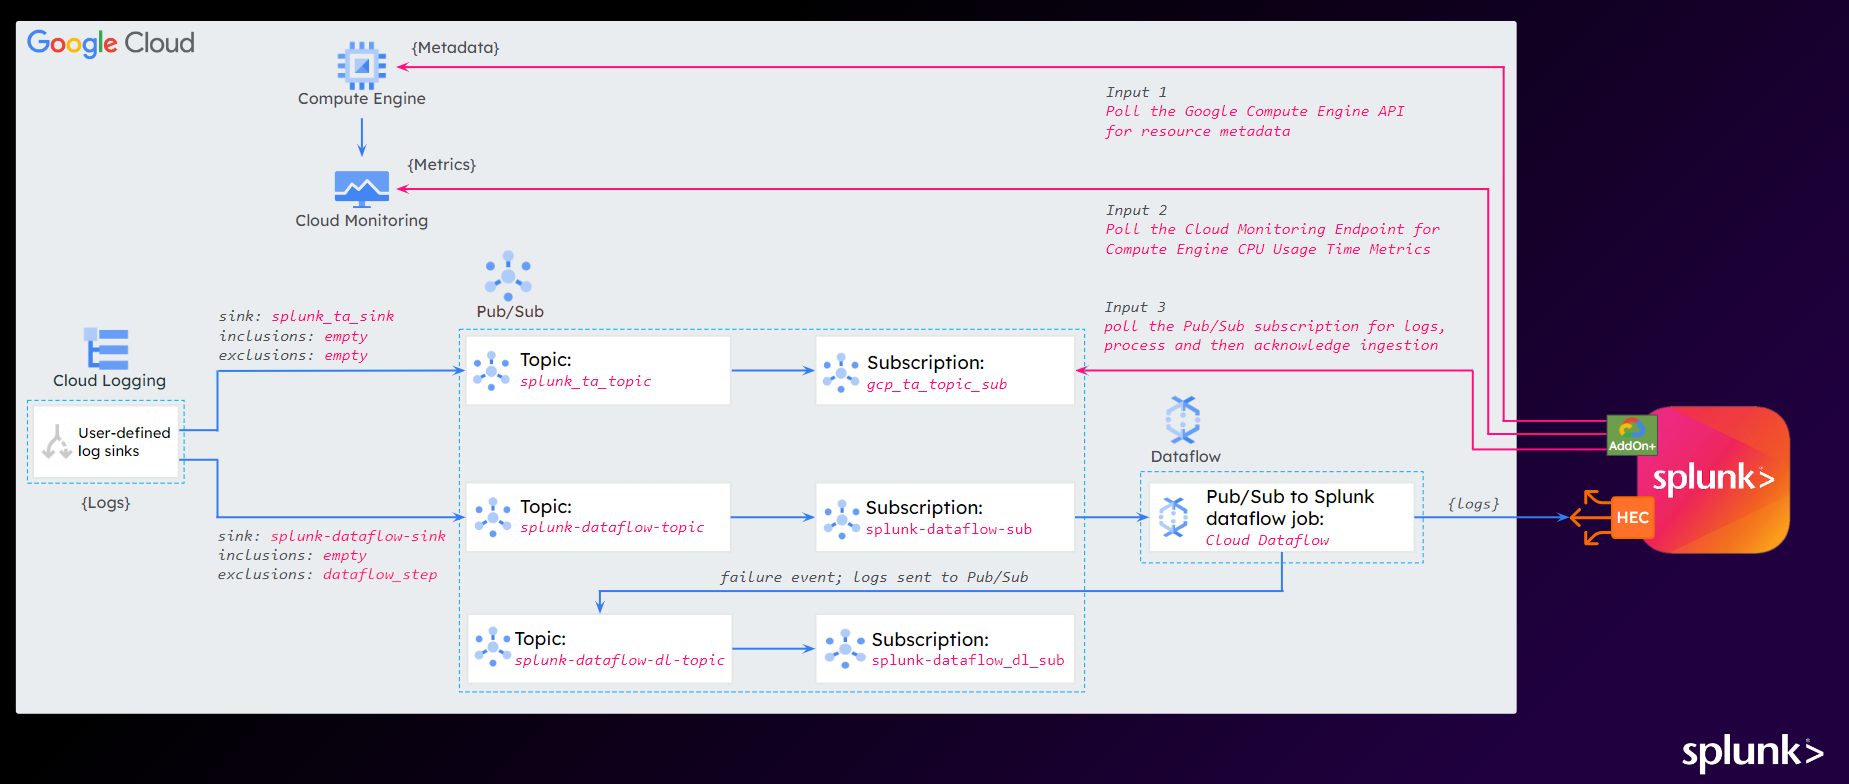 Google Cloud
{Metadata}
Compute Engine
Input 1
Poll the Google Compute Engine API
for resource metadata
{Metrics}
Cloud Monitoring
Input 2
Poll the Cloud Monitoring Endpoint for
Compute Engine CPU Usage Time Metrics
Pub/Sub
Input 3
poll the Pub/Sub subscription for logs,
process and then acknowledge ingestion
sink: splunk_ta_sink
inclusions: empty
exclusions: empty
Cloud Logging
User-defined
log sinks
{Logs}
Topic:
splunk_ta_topic
Subscription:
gcp_ta_topic_sub
Dataflow
AddOn+
splunk>
HEC
sink: splunk-dataflow-sink
inclusions: empty
exclusions: dataflow_step
Topic:
splunk-dataflow-topic
Subscription:
splunk-dataflow-sub
Pub/Sub to Splunk
dataflow job:
Cloud Dataflow
{logs}
failure event; logs sent to Pub/Sub
Topic:
splunk-dataflow-dl-topic
Subscription:
splunk-dataflow_dl_sub
splunk>